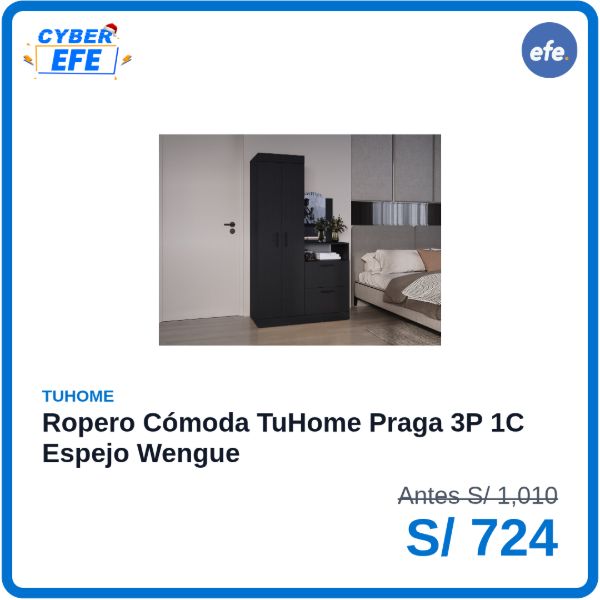 CYBER
EFE
efe.
TUHOME
Ropero Cómoda TuHome Praga 3P 1C
Espejo Wengue
Antes S/ 1,010
S/ 724